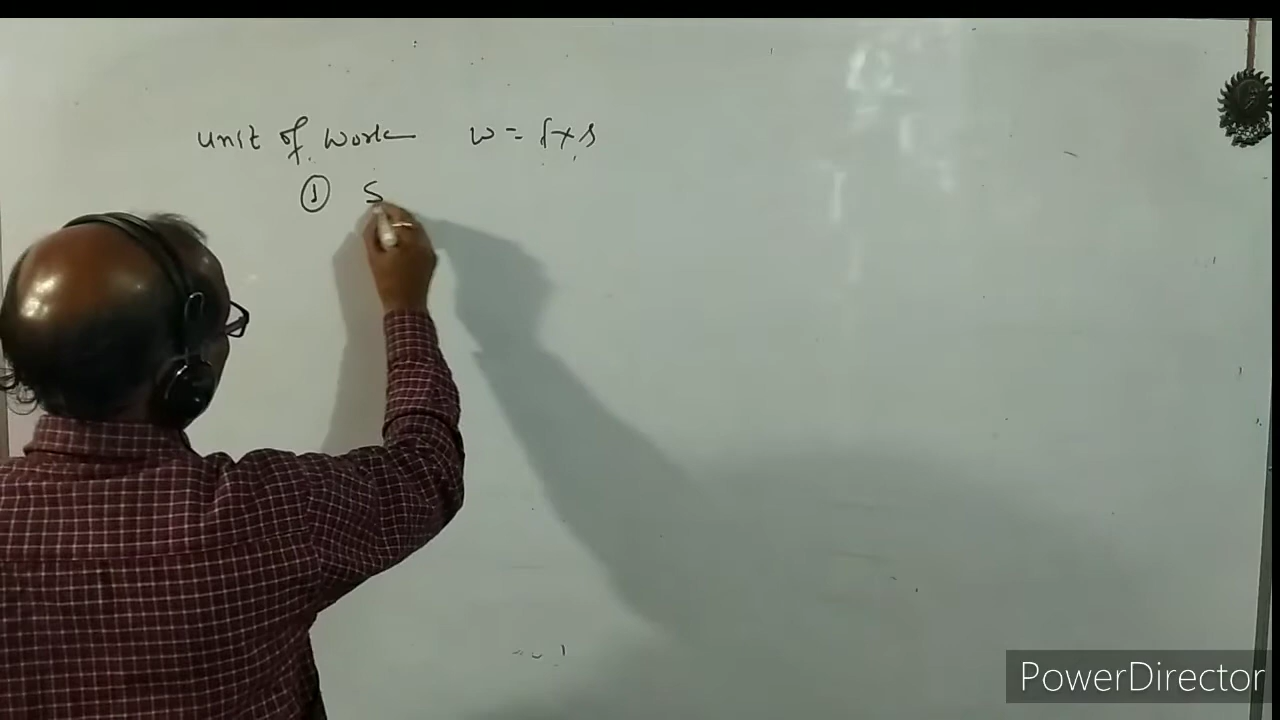 unit of work w = f x s
① S
PowerDirector